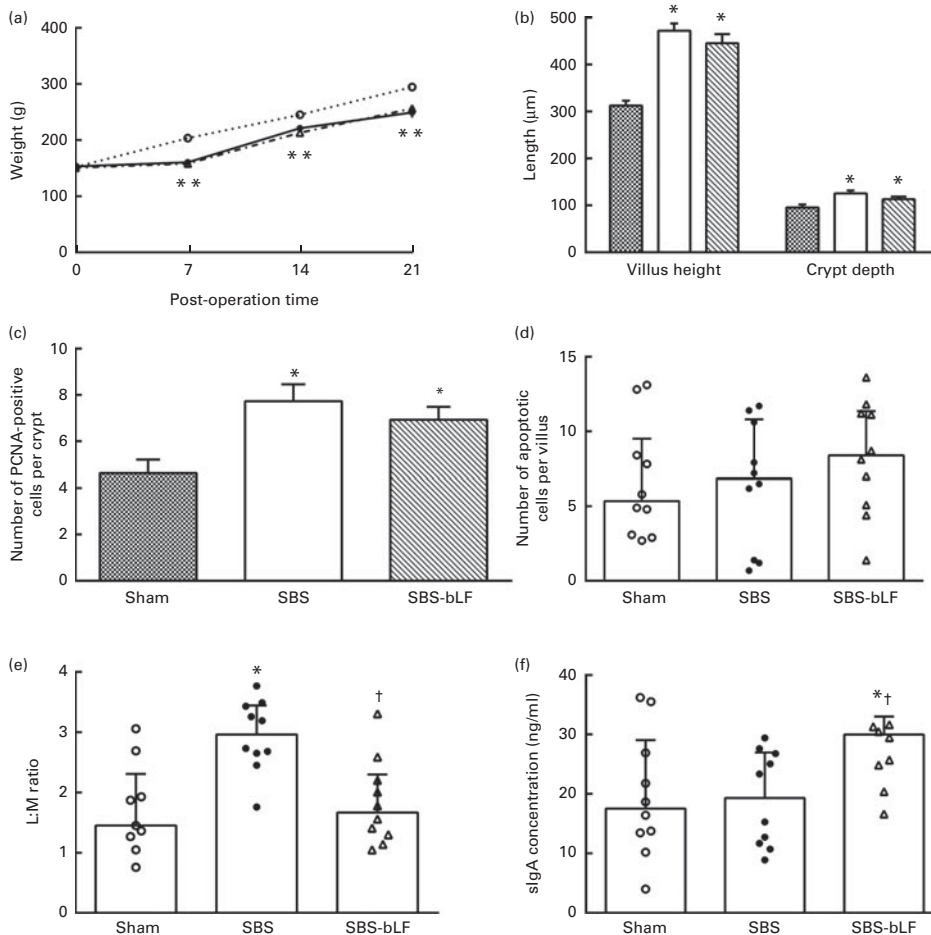 (a)
400
300
200
100
0
Weight (g)
* *
* *
* *
0 7 14 21
Post-operation time
(b)
500
400
300
200
100
0
Length (μm)
* *
* *
Villus height Crypt depth
(c)
10
8
6
4
2
0
Number of PCNA-positive
cells per crypt
* *
Sham SBS SBS-bLF
(d)
15
10
5
0
Number of apoptotic
cells per villus
Sham SBS SBS-bLF
(e)
4
3
2
1
0
L:M ratio
* †
Sham SBS SBS-bLF
(f)
40
30
20
10
0
sIgA concentration (ng/ml)
*†
Sham SBS SBS-bLF